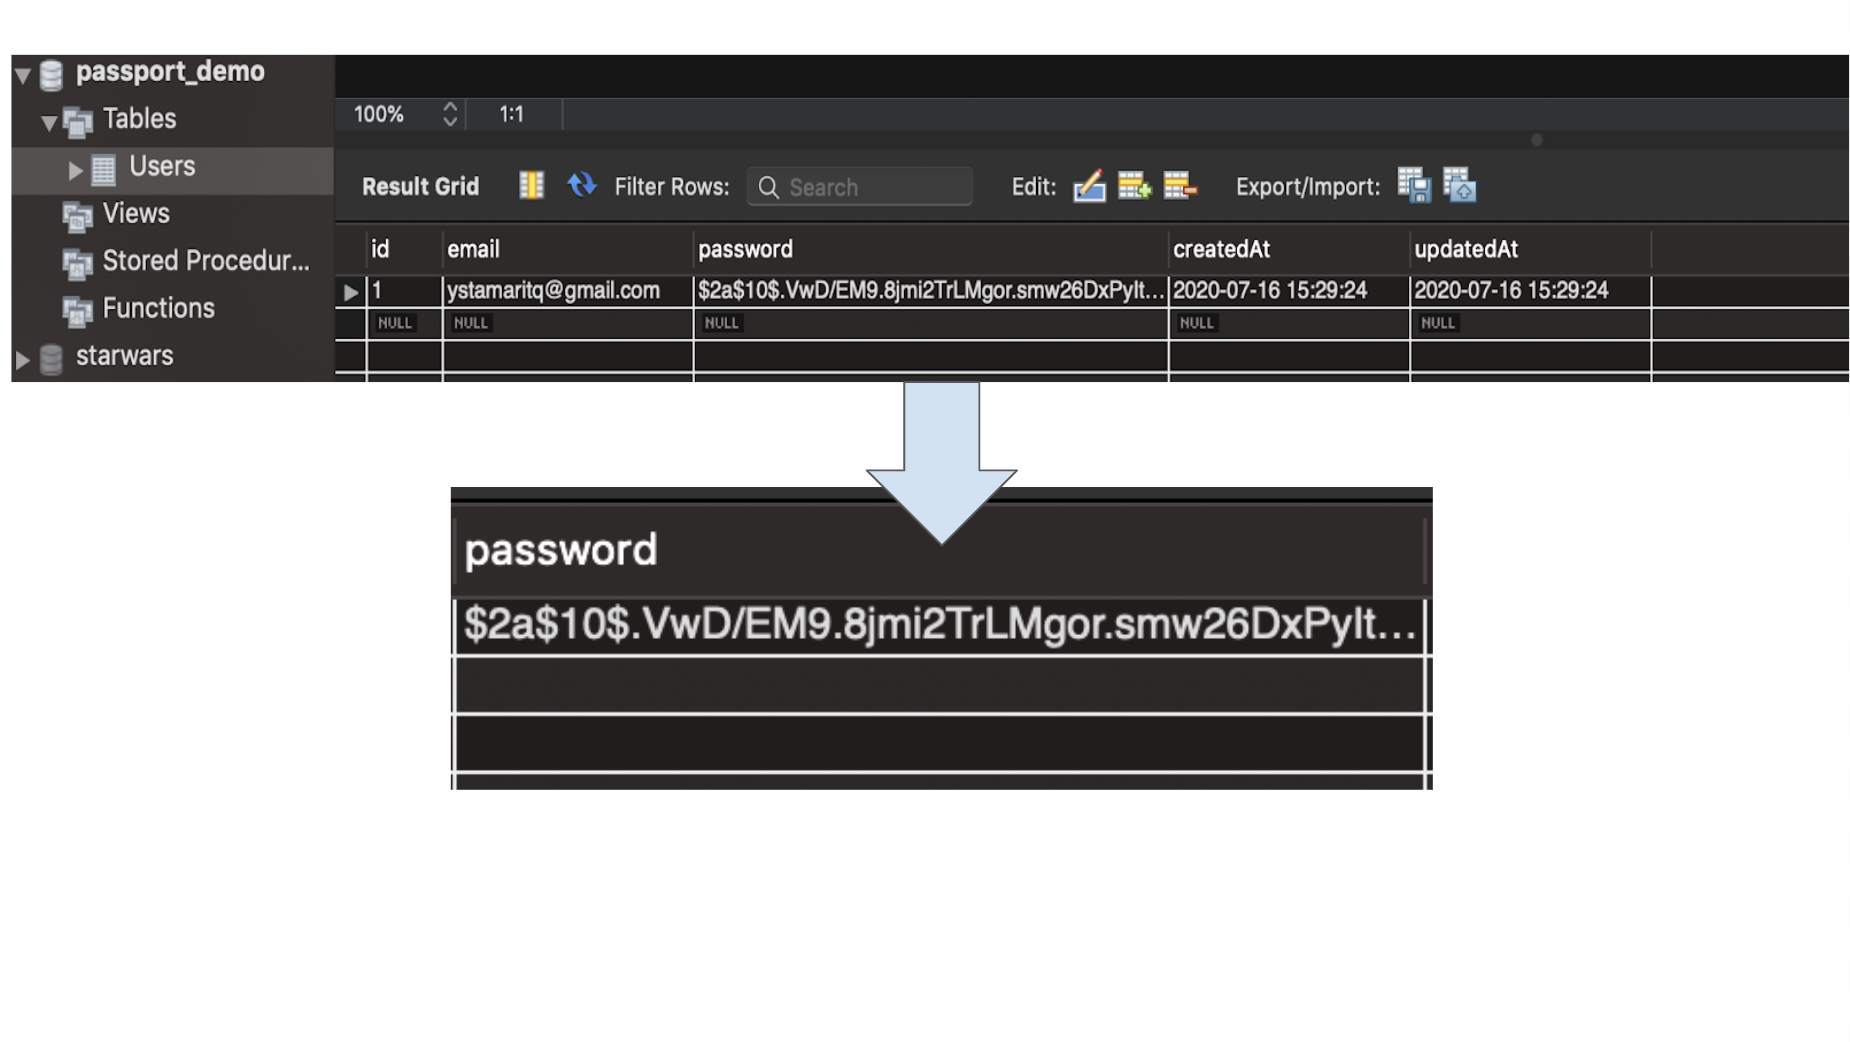 passport_demo
Tables
Users
Views
Stored Procedur...
Functions
starwars
100% 1:1
Result Grid Filter Rows: Search Edit: Export/Import:
id email password createdAt updatedAt
1 ystamaritq@gmail.com $2a$10$.VwD/EM9.8jmi2TrLMgor.smw26DxPyIt... 2020-07-16 15:29:24 2020-07-16 15:29:24
NULL NULL NULL NULL NULL
password
$2a$10$.VwD/EM9.8jmi2TrLMgor.smw26DxPyIt...